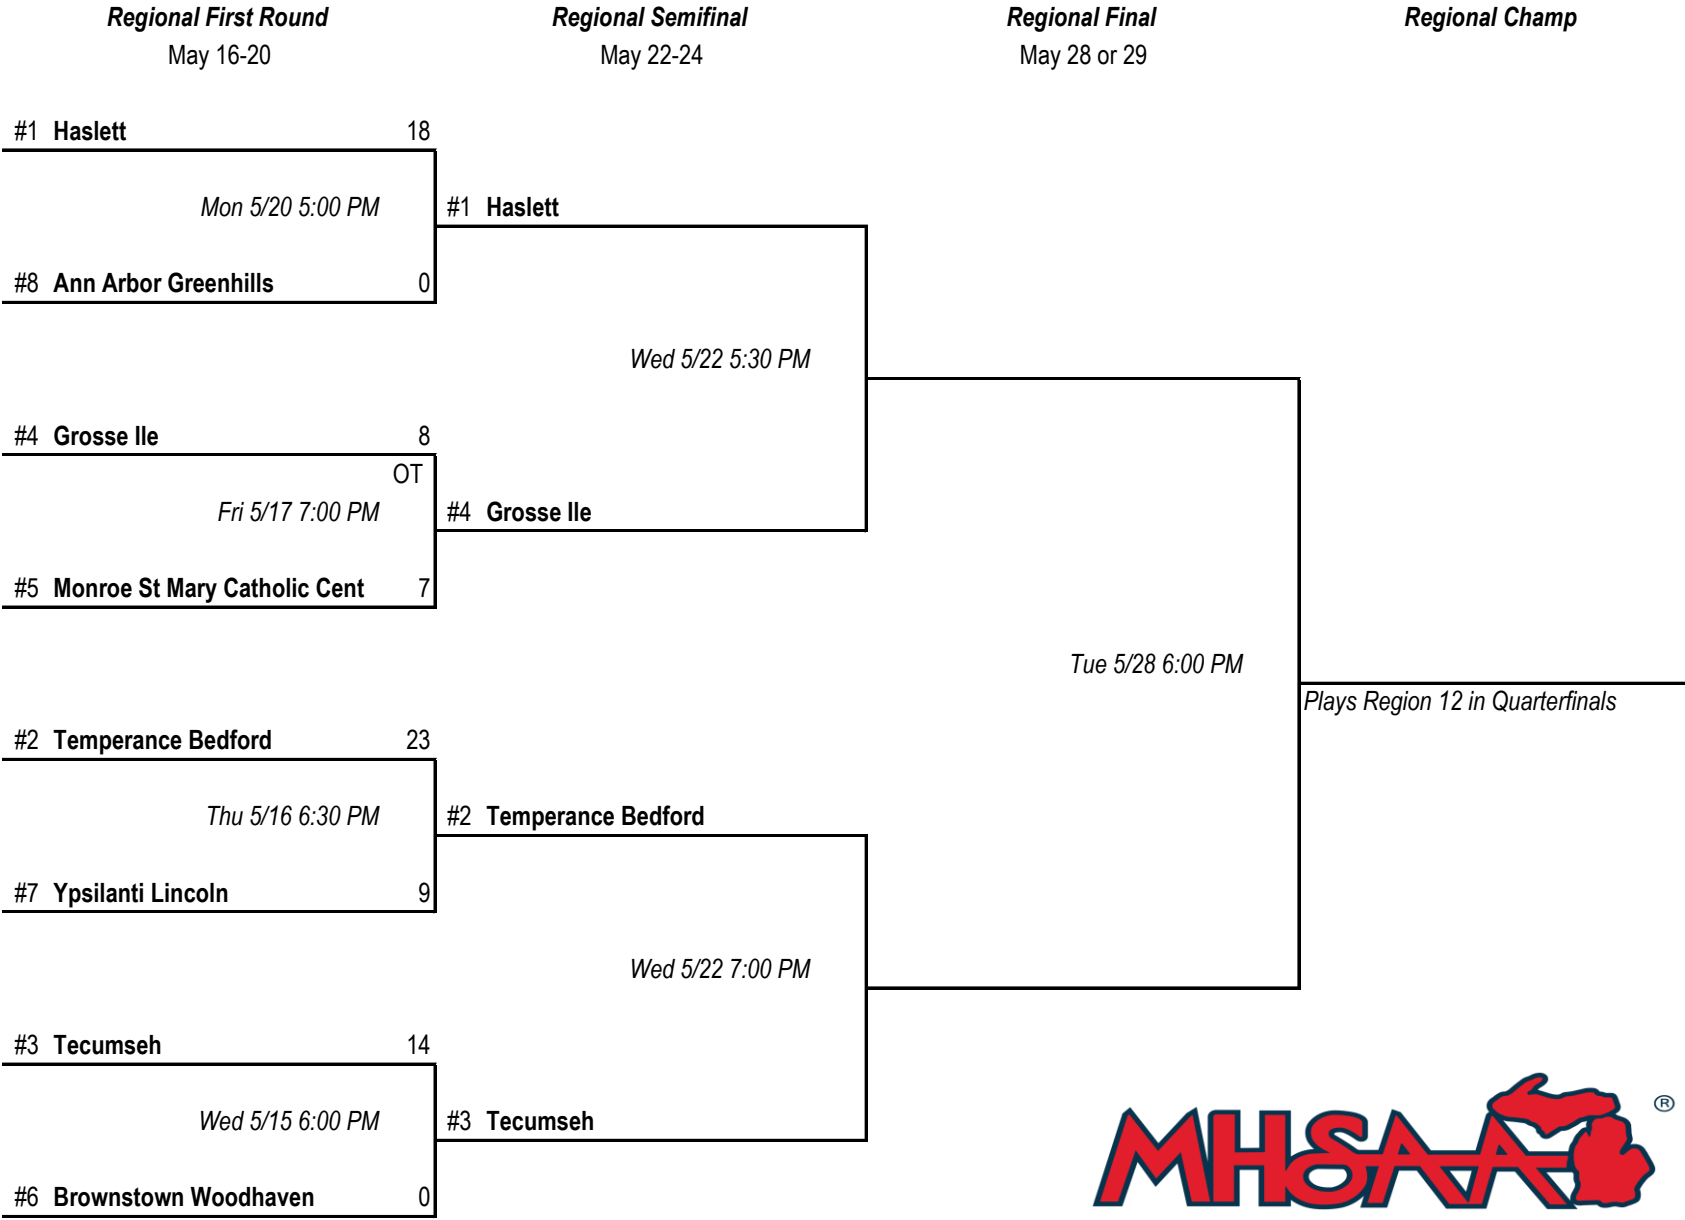 Regional First Round Regional Semifinal Regional Final Regional Champ
May 16-20 May 22-24 May 28 or 29
#1 Haslett 18
Mon 5/20 5:00 PM #1 Haslett
#8 Ann Arbor Greenhills 0
Wed 5/22 5:30 PM
#4 Grosse Ile 8
OT
Fri 5/17 7:00 PM #4 Grosse Ile
#5 Monroe St Mary Catholic Cent 7
Tue 5/28 6:00 PM
Plays Region 12 in Quarterfinals
#2 Temperance Bedford 23
Thu 5/16 6:30 PM #2 Temperance Bedford
#7 Ypsilanti Lincoln 9
Wed 5/22 7:00 PM
#3 Tecumseh 14
Wed 5/15 6:00 PM #3 Tecumseh
#6 Brownstown Woodhaven 0
MHSAA ®